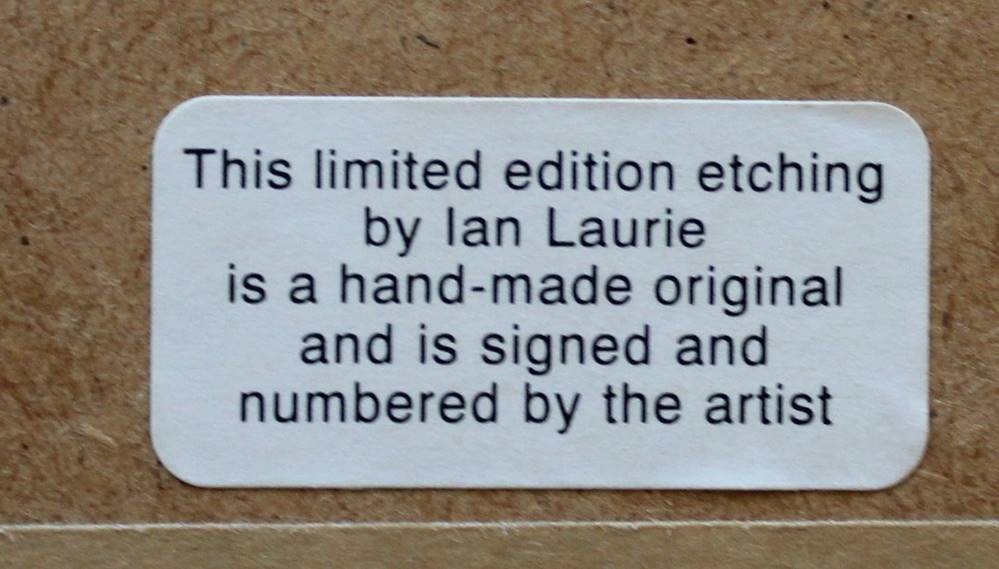 This limited edition etching
by Ian Laurie
is a hand-made original
and is signed and
numbered by the artist